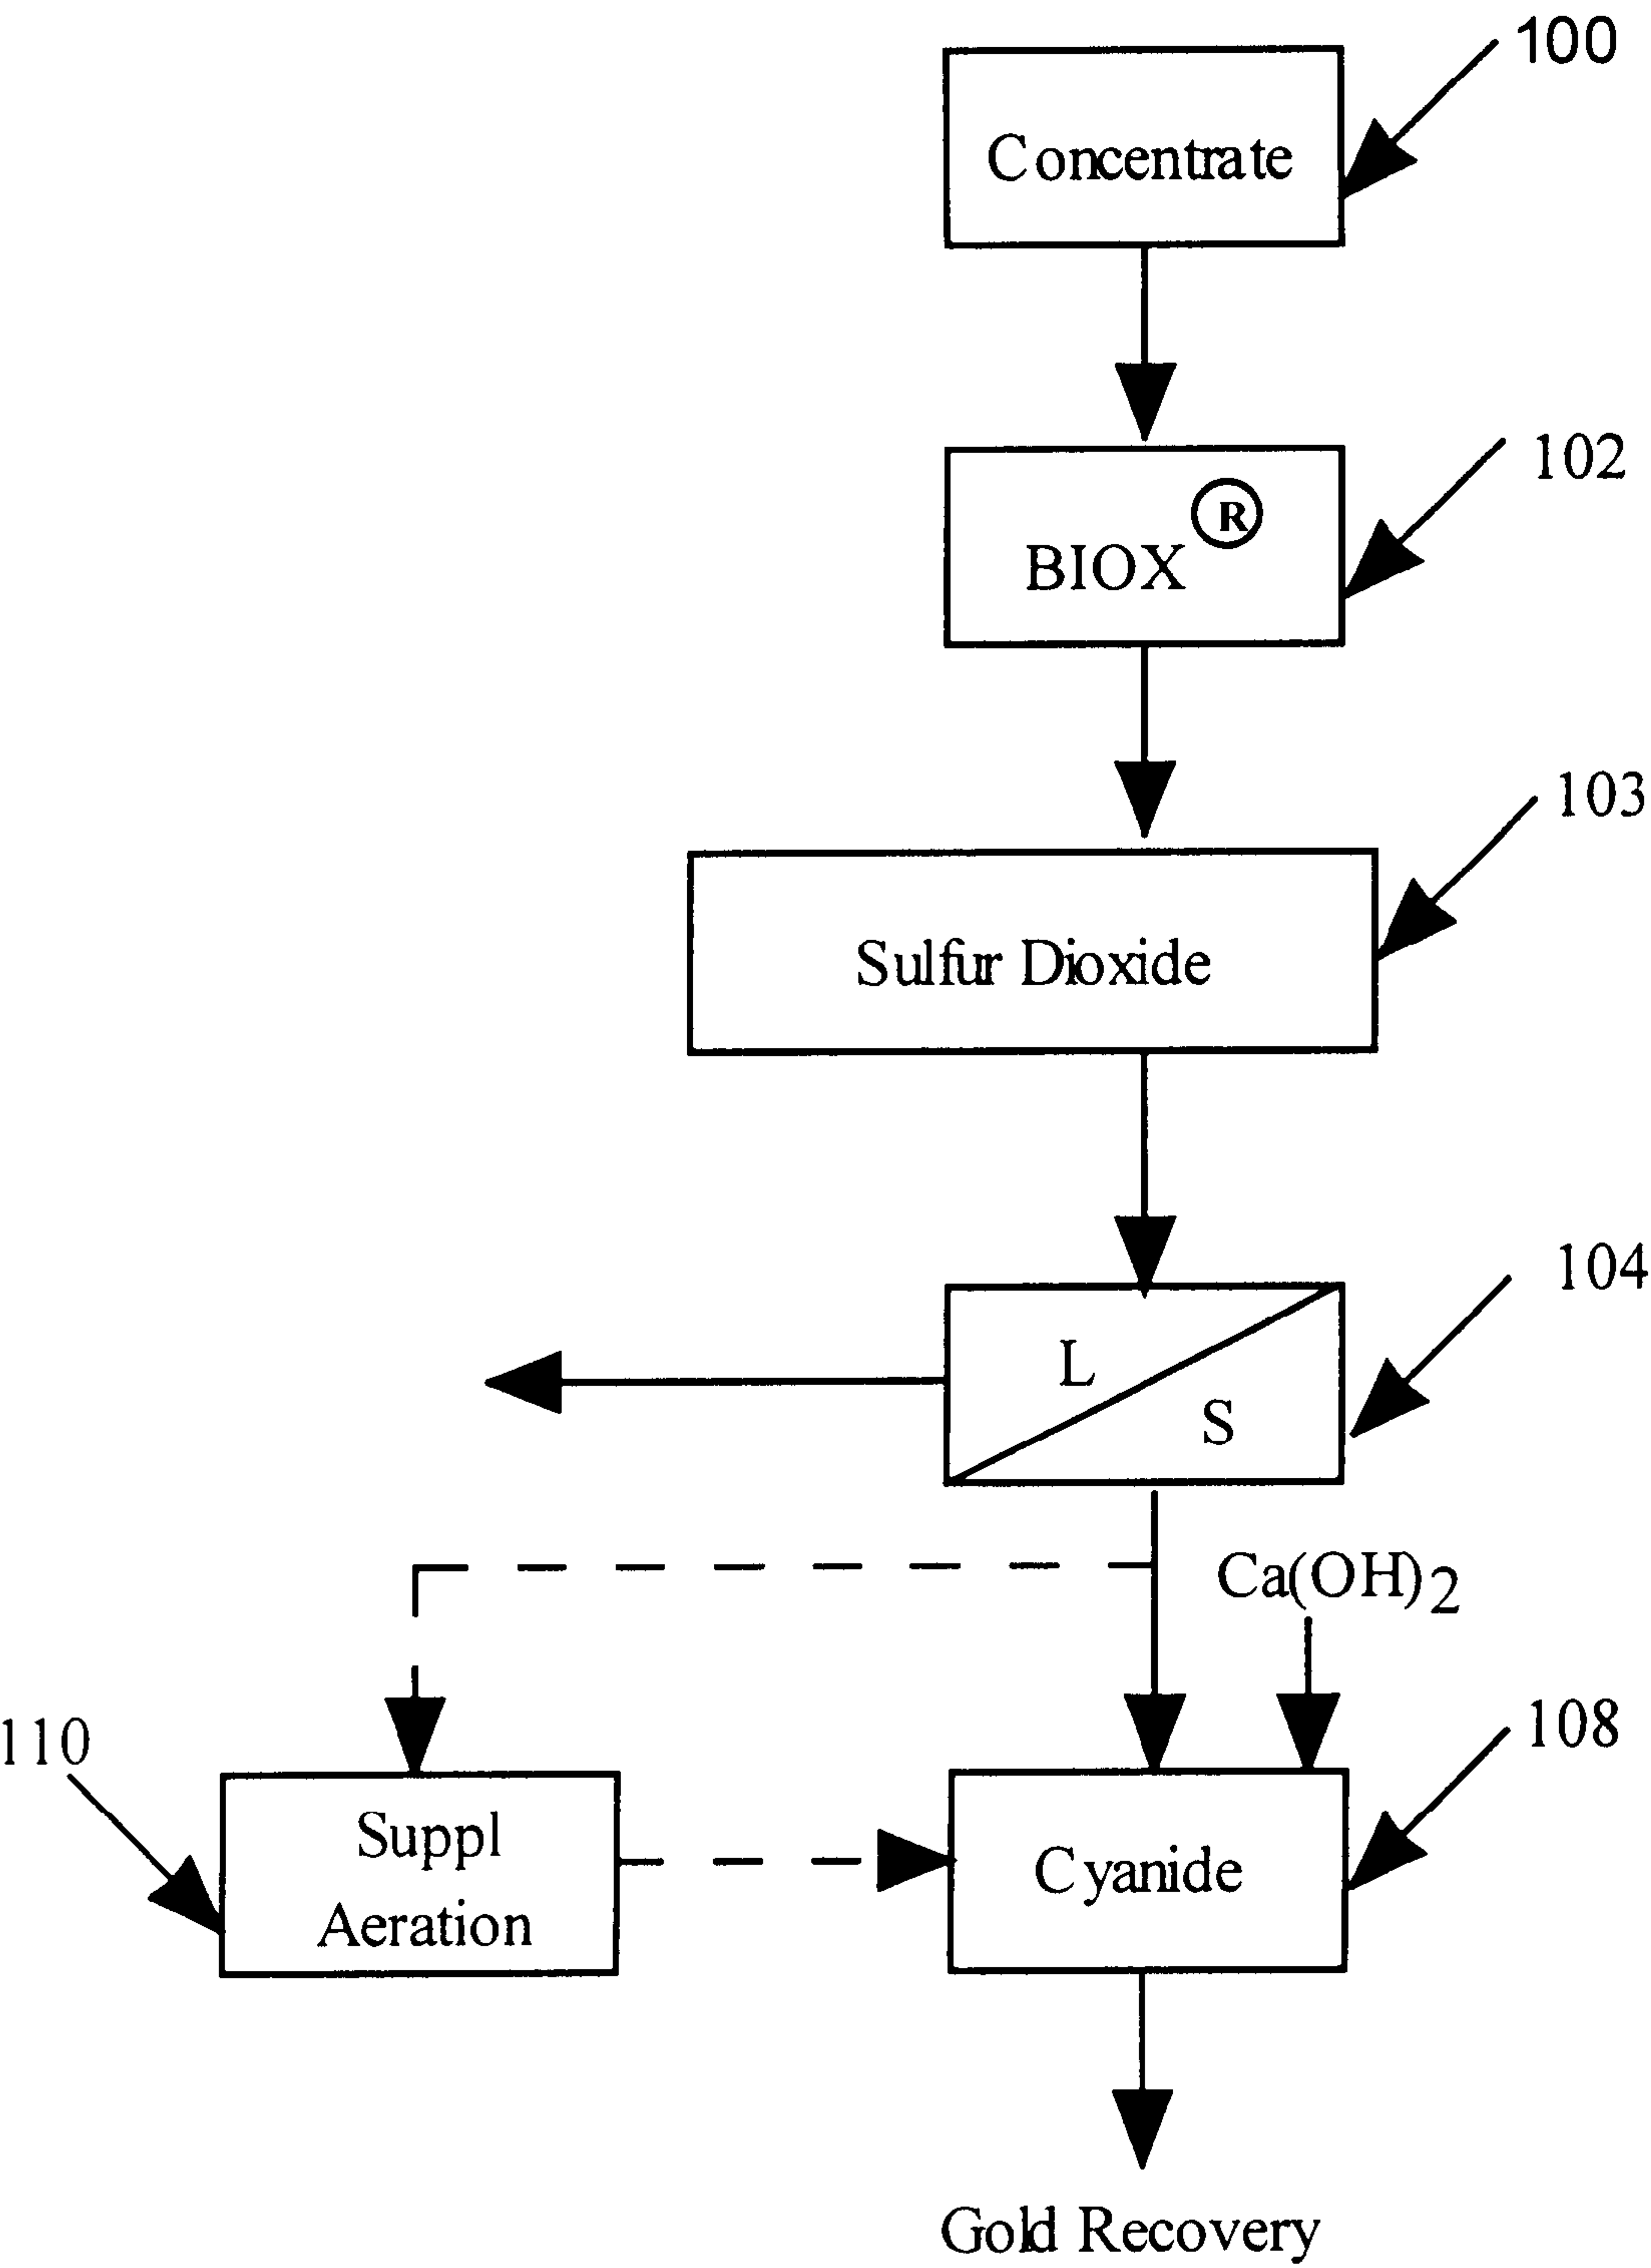 100
Concentrate
102
BIOX®
103
Sulfur Dioxide
104
L
S
Ca(OH)2
110
108
Suppl
Aeration
Cyanide
Gold Recovery